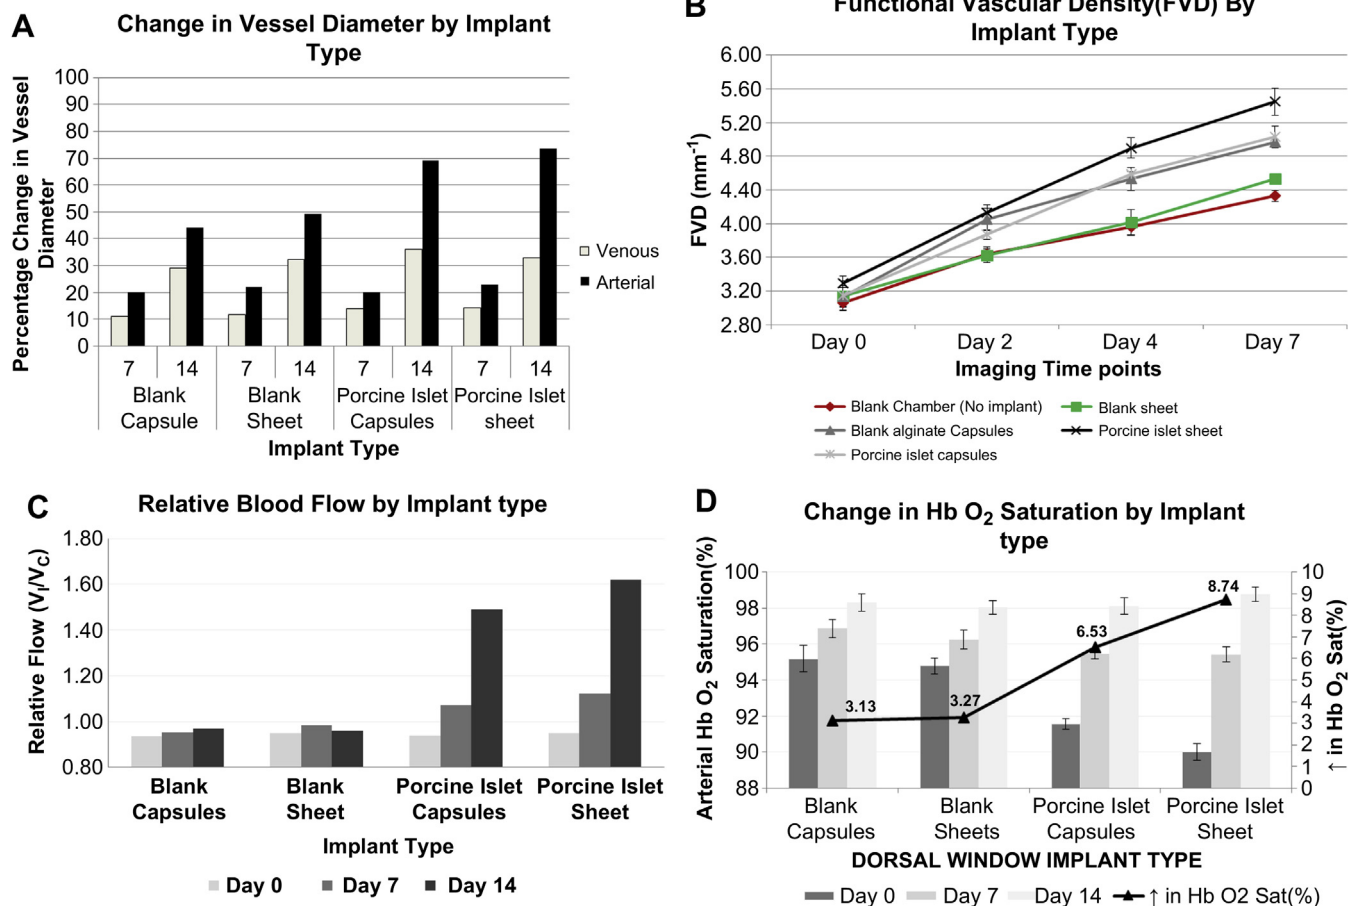 A
Change in Vessel Diameter by Implant
Type
Percentage Change in Vessel
Diameter
100
90
80
70
60
50
40
30
20
10
0
7 14 7 14 7 14 7 14
Blank Blank Porcine Islet Porcine Islet
Capsule Sheet Capsules sheet
Implant Type
Venous
Arterial
B
Functional Vascular Density(FVD) By
Implant Type
FVD (mm-1)
6.00
5.60
5.20
4.80
4.40
4.00
3.60
3.20
2.80
Day 0 Day 2 Day 4 Day 7
Imaging Time points
Blank Chamber (No implant) Blank sheet
Blank alginate Capsules Porcine islet sheet
Porcine islet capsules
C
Relative Blood Flow by Implant type
Relative Flow (VI/VC)
1.80
1.60
1.40
1.20
1.00
0.80
Blank Blank Porcine Islet Porcine Islet
Capsules Sheet Capsules Sheet
Implant Type
Day 0 Day 7 Day 14
D
Change in Hb O2 Saturation by Implant
type
Arterial Hb O2 Saturation(%)
100
98
96
94
92
90
88
3.13
3.27
6.53
8.74
10
9
8
7
6
5
4
3
2
1
0
↑ in Hb O2 Sat(%)
Blank Blank Porcine Islet Porcine Islet
Capsules Sheets Capsules Sheet
DORSAL WINDOW IMPLANT TYPE
Day 0 Day 7 Day 14 ↑ in Hb O2 Sat(%)